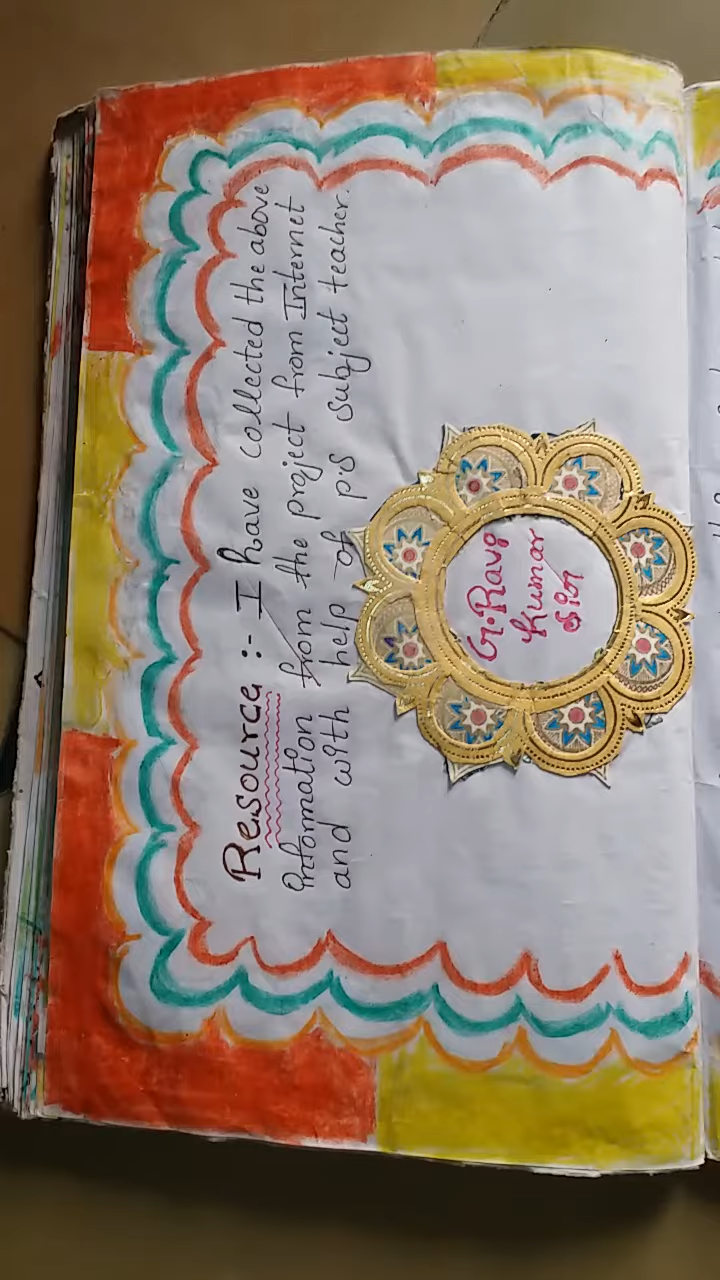 Resource :- I have collected the above
information from the project from Internet
and with help of p.s subject teacher.
G.Ravi
Kumar
Sir